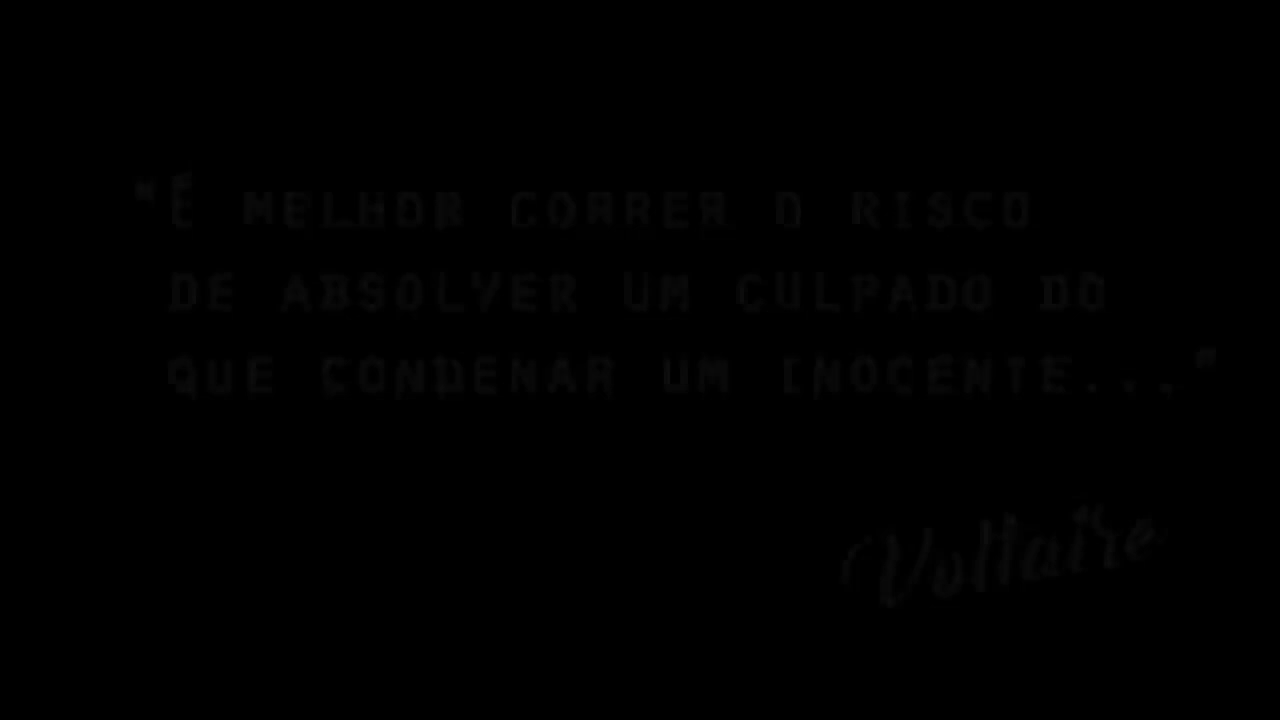 "É MELHOR CORRER O RISCO
DE ABSOLVER UM CULPADO DO
QUE CONDENAR UM INOCENTE..."
Voltaire